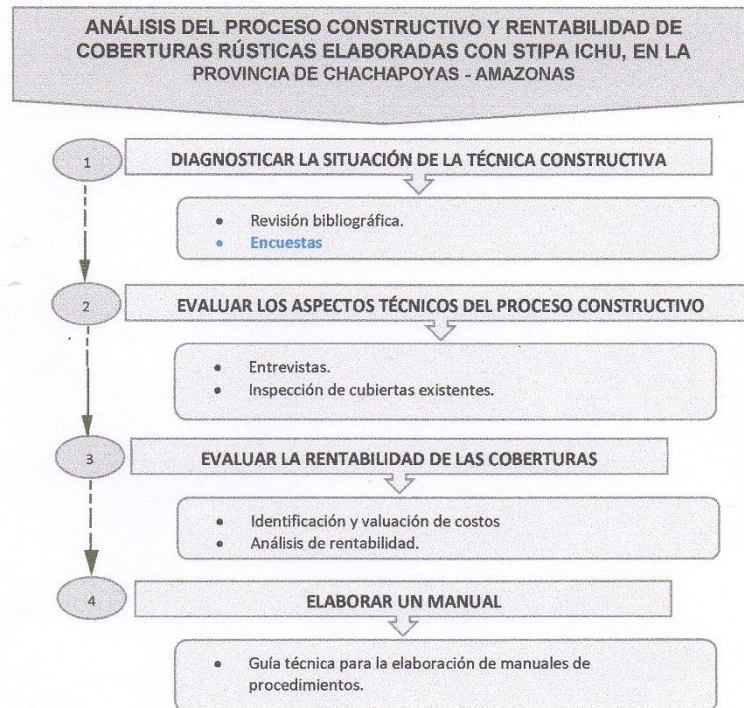 ANÁLISIS DEL PROCESO CONSTRUCTIVO Y RENTABILIDAD DE
COBERTURAS RÚSTICAS ELABORADAS CON STIPA ICHU, EN LA
PROVINCIA DE CHACHAPOYAS - AMAZONAS
1
DIAGNOSTICAR LA SITUACIÓN DE LA TÉCNICA CONSTRUCTIVA
• Revisión bibliográfica.
• Encuestas
2
EVALUAR LOS ASPECTOS TÉCNICOS DEL PROCESO CONSTRUCTIVO
• Entrevistas.
• Inspección de cubiertas existentes.
3
EVALUAR LA RENTABILIDAD DE LAS COBERTURAS
• Identificación y valuación de costos
• Análisis de rentabilidad.
4
ELABORAR UN MANUAL
• Guía técnica para la elaboración de manuales de
procedimientos.